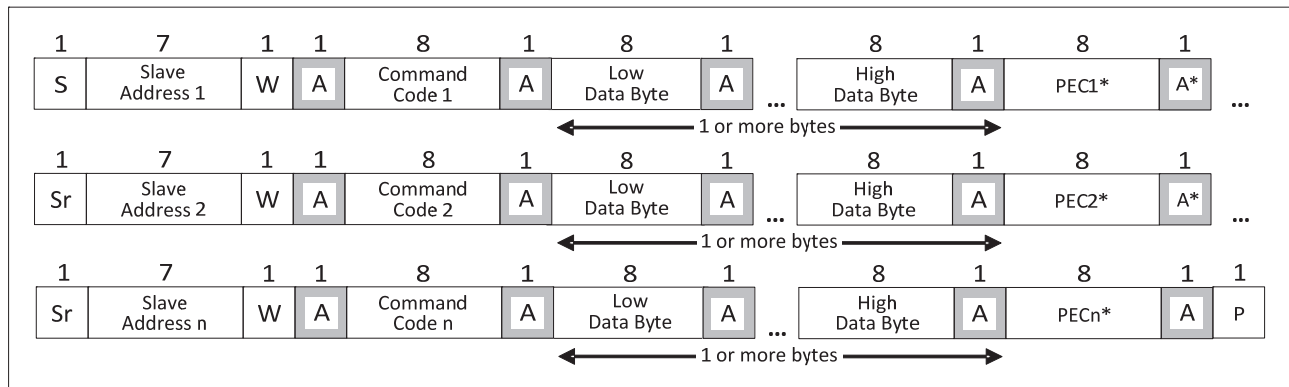 1 7 1 1 8 1 8 1 8 1 8 1
S Slave Address 1 W A Command Code 1 A Low Data Byte A ... High Data Byte A PEC1* A* ...
1 or more bytes
1 7 1 1 8 1 8 1 8 1 8 1
Sr Slave Address 2 W A Command Code 2 A Low Data Byte A ... High Data Byte A PEC2* A* ...
1 or more bytes
1 7 1 1 8 1 8 1 8 1 8 1 1
Sr Slave Address n W A Command Code n A Low Data Byte A ... High Data Byte A PECn* A P
1 or more bytes